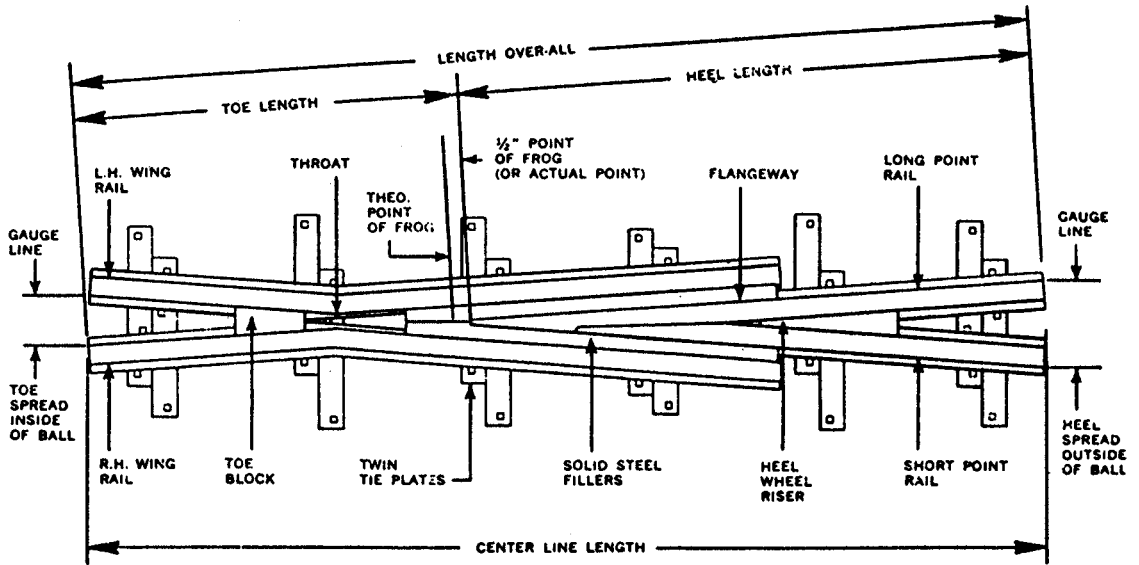 LENGTH OVER-ALL
HEEL LENGTH
TOE LENGTH
½" POINT
OF FROG
(OR ACTUAL POINT)
THROAT
L.H. WING
RAIL
THEO.
POINT
OF FROG
FLANGEWAY
LONG POINT
RAIL
GAUGE
LINE
GAUGE
LINE
TOE
SPREAD
INSIDE
OF BALL
R.H. WING
RAIL
TOE
BLOCK
TWIN
TIE PLATES
SOLID STEEL
FILLERS
HEEL
WHEEL
RISER
SHORT POINT
RAIL
HEEL
SPREAD
OUTSIDE
OF BALL
CENTER LINE LENGTH